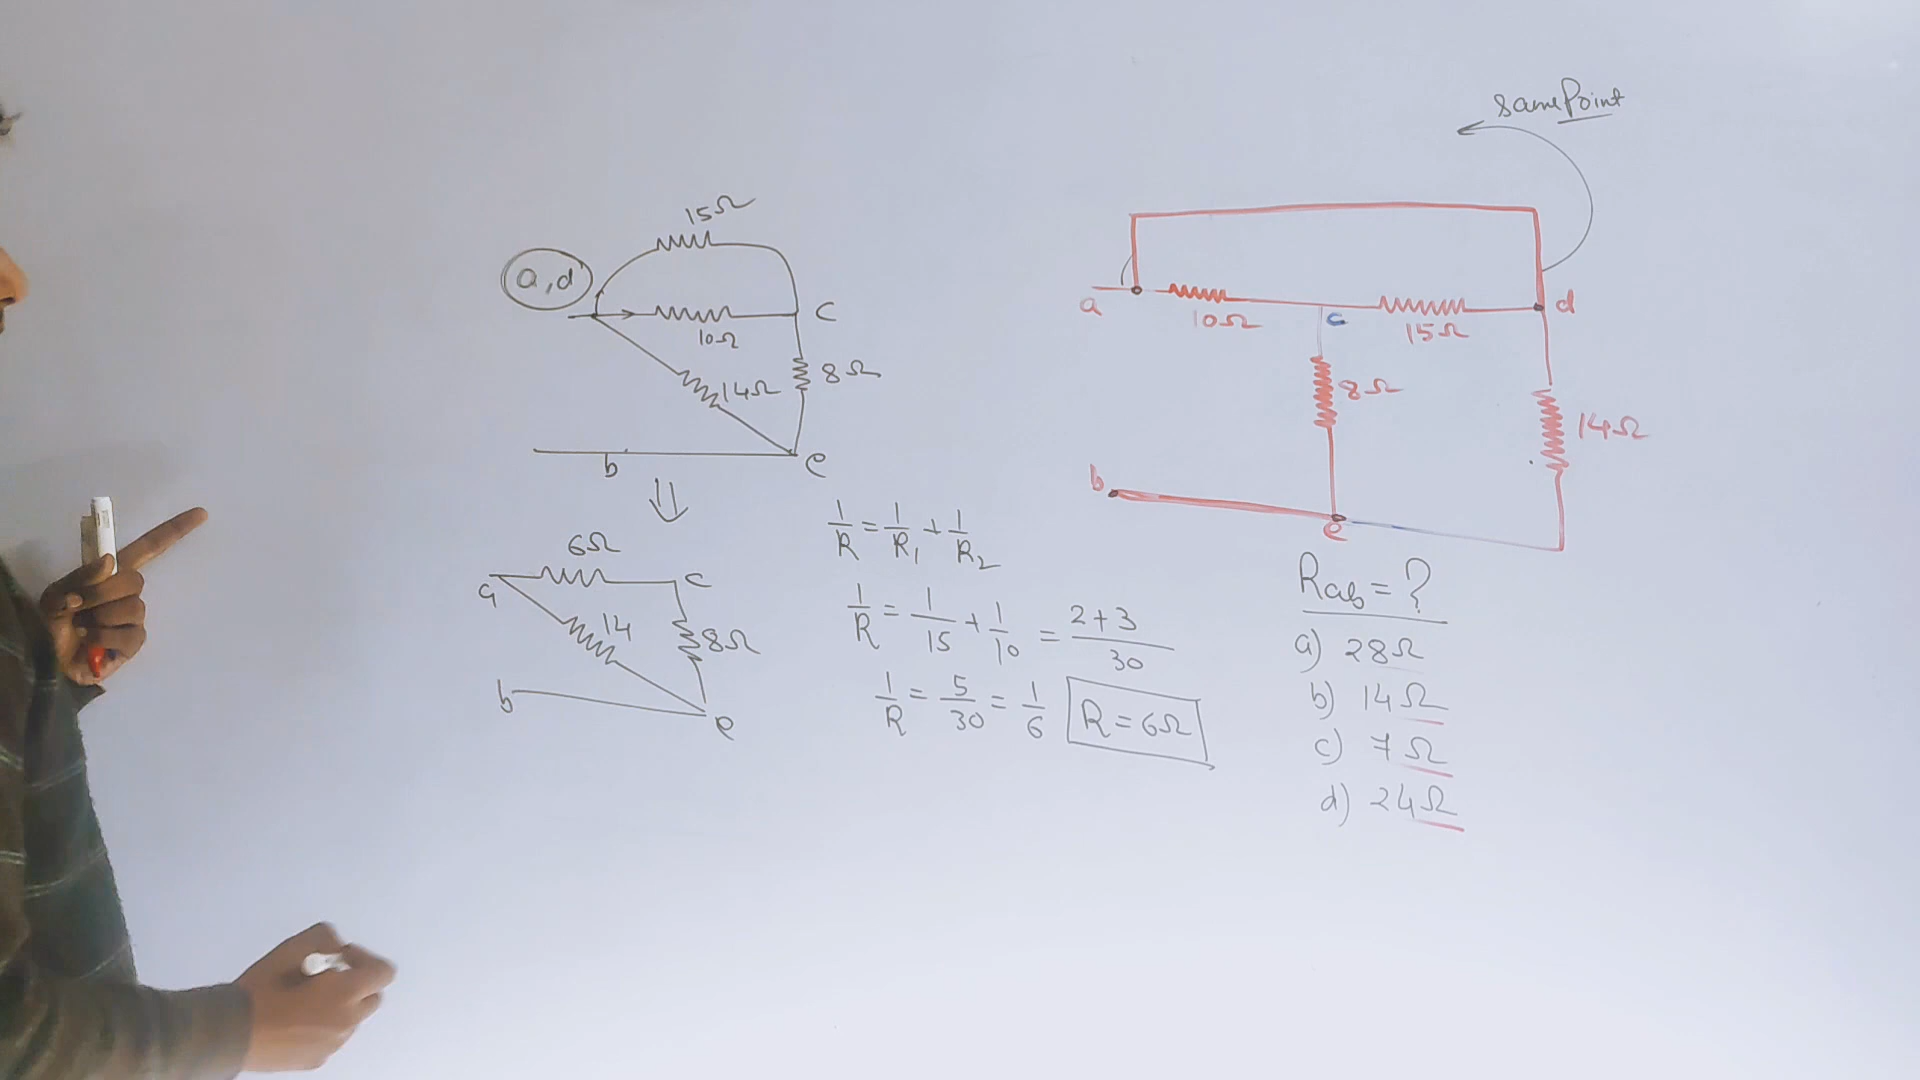 same Point
15Ω
a,d
C
10Ω
14Ω
8Ω
b
e
a
10Ω
c
15Ω
d
8Ω
14Ω
b
e
6Ω
a
c
14
8Ω
b
e
1/R = 1/R₁ + 1/R₂
1/R = 1/15 + 1/10 = 2+3/30
1/R = 5/30 = 1/6 R = 6Ω
Rab = ?
a) 28Ω
b) 14Ω
c) 7Ω
d) 24Ω